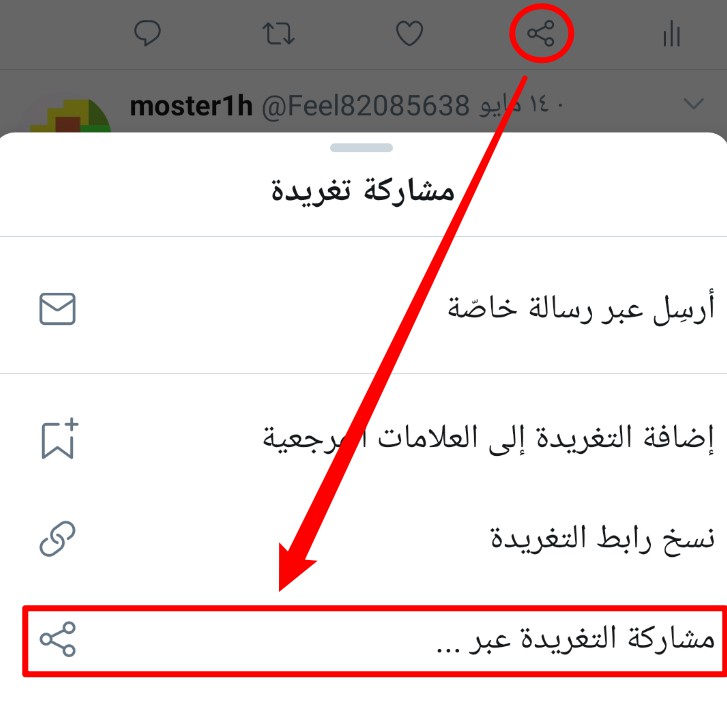 moster1h @Feel82085638 · ١٤ مايو
مشاركة تغريدة
أرسِل عبر رسالة خاصّة
إضافة التغريدة إلى العلامات المرجعية
نسخ رابط التغريدة
مشاركة التغريدة عبر ...